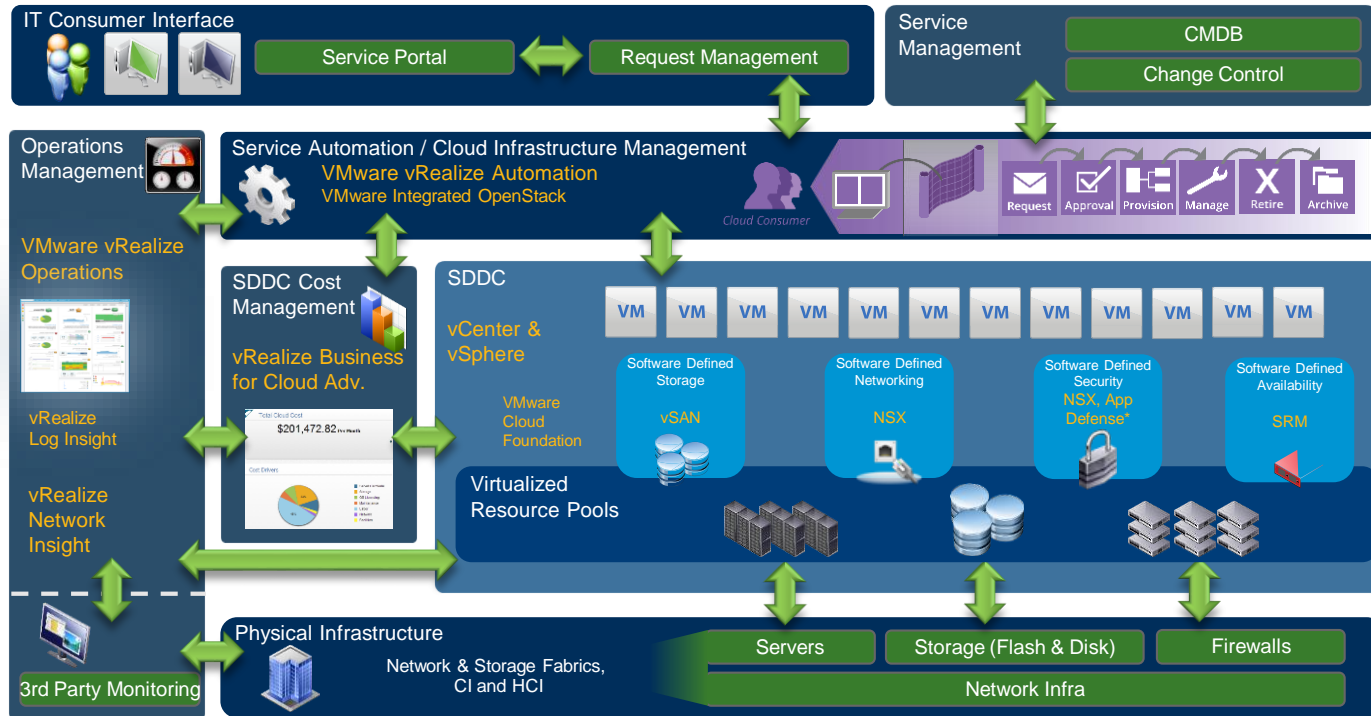 IT Consumer Interface
Service Portal
Request Management
Service
Management
CMDB
Change Control
Operations
Management
Service Automation / Cloud Infrastructure Management
VMware vRealize Automation
VMware Integrated OpenStack
Cloud Consumer
Request
Approval
Provision
Manage
Retire
Archive
VMware vRealize
Operations
vRealize
Log Insight
vRealize
Network
Insight
3rd Party Monitoring
SDDC Cost
Management
vRealize Business
for Cloud Adv.
Total Cloud Cost
$201,472.82 Per Month
Cost Drivers
SDDC
VM VM VM VM VM VM VM VM VM VM VM VM
vCenter &
vSphere
VMware
Cloud
Foundation
Software Defined
Storage
vSAN
Software Defined
Networking
NSX
Software Defined
Security
NSX, App
Defense*
Software Defined
Availability
SRM
Virtualized
Resource Pools
Physical Infrastructure
Network & Storage Fabrics,
CI and HCI
Servers
Storage (Flash & Disk)
Firewalls
Network Infra